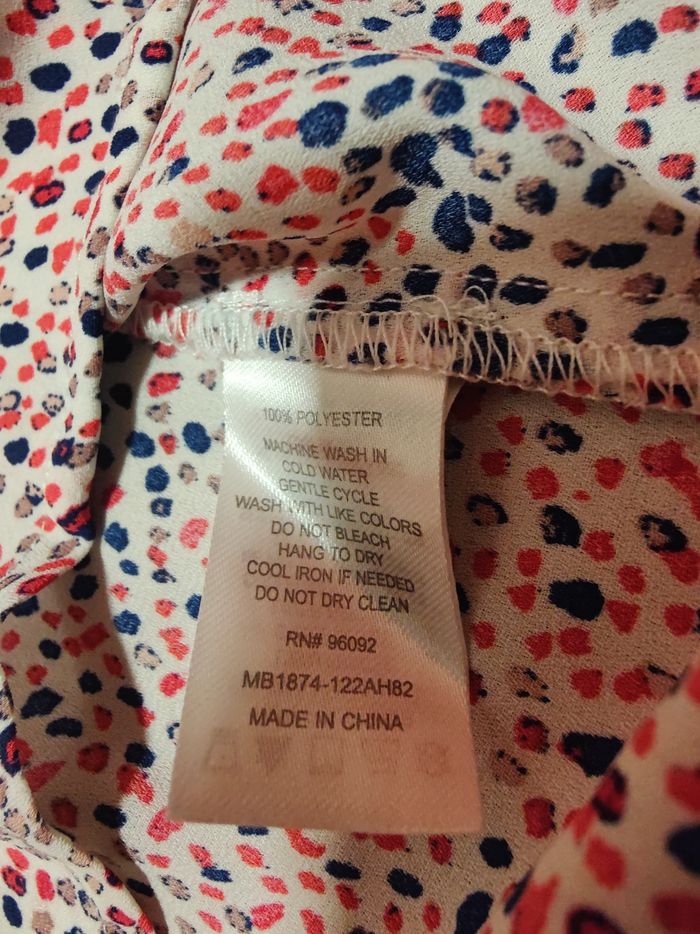 100% POLYESTER
MACHINE WASH IN
COLD WATER
GENTLE CYCLE
WASH WITH LIKE COLORS
DO NOT BLEACH
HANG TO DRY
COOL IRON IF NEEDED
DO NOT DRY CLEAN
RN# 96092
MB1874-122AH82
MADE IN CHINA